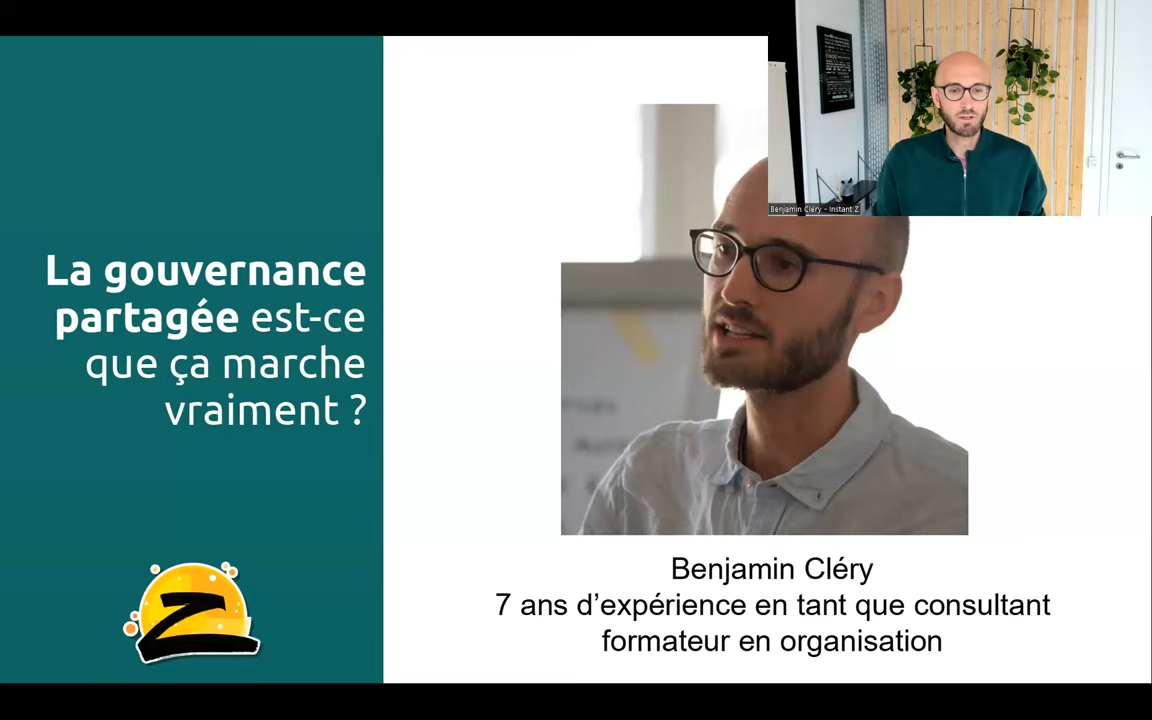 La gouvernance
partagée est-ce
que ça marche
vraiment ?
Z
Benjamin Cléry - Instant Z
Benjamin Cléry
7 ans d’expérience en tant que consultant
formateur en organisation